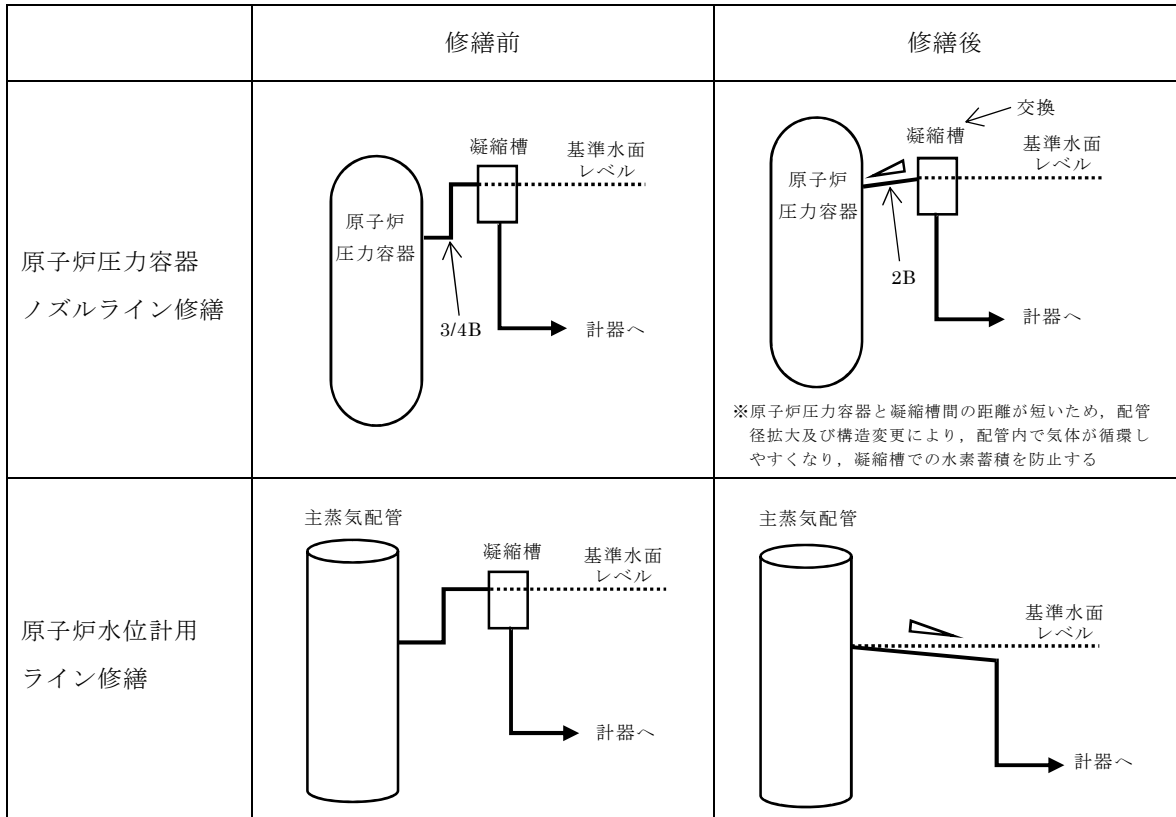 修繕前
修繕後
原子炉圧力容器
ノズルライン修繕
凝縮槽
基準水面
レベル
原子炉
圧力容器
3/4B
計器へ
交換
凝縮槽
基準水面
レベル
原子炉
圧力容器
2B
計器へ
※原子炉圧力容器と凝縮槽間の距離が短いため，配管
径拡大及び構造変更により，配管内で気体が循環し
やすくなり，凝縮槽での水素蓄積を防止する
原子炉水位計用
ライン修繕
主蒸気配管
凝縮槽
基準水面
レベル
計器へ
主蒸気配管
基準水面
レベル
計器へ